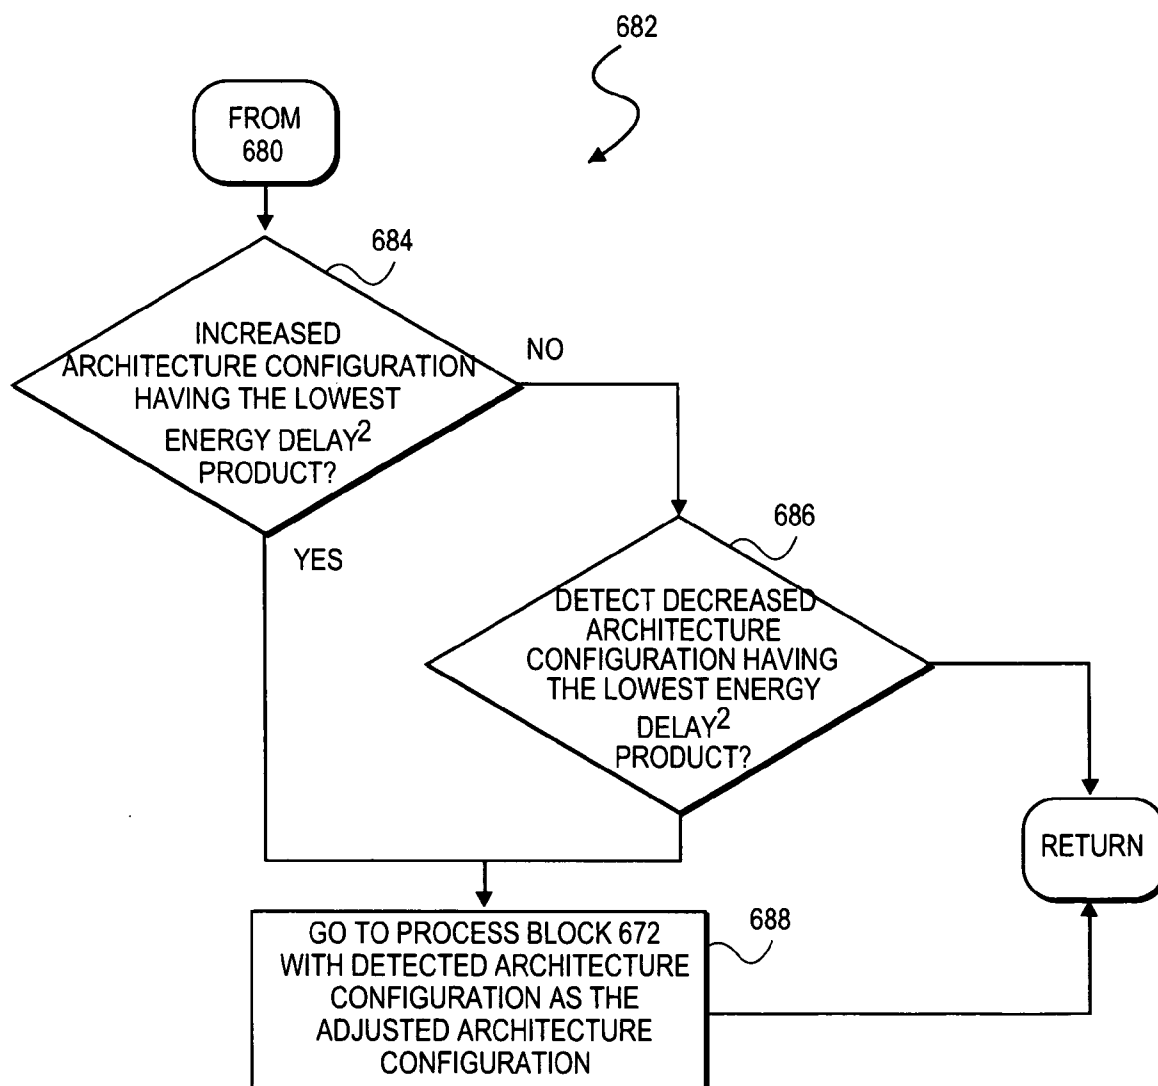 682
FROM
680
684
INCREASED
ARCHITECTURE CONFIGURATION
HAVING THE LOWEST
ENERGY DELAY²
PRODUCT?
NO
YES
686
DETECT DECREASED
ARCHITECTURE
CONFIGURATION HAVING
THE LOWEST ENERGY
DELAY²
PRODUCT?
RETURN
688
GO TO PROCESS BLOCK 672
WITH DETECTED ARCHITECTURE
CONFIGURATION AS THE
ADJUSTED ARCHITECTURE
CONFIGURATION